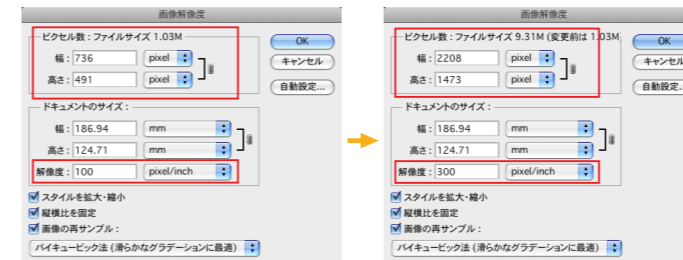 画像解像度
ピクセル数：ファイルサイズ 1.03M
OK
幅：736 pixel
キャンセル
高さ：491 pixel
自動設定...
ドキュメントのサイズ：
幅：186.94 mm
高さ：124.71 mm
解像度：100 pixel/inch
スタイルを拡大・縮小
縦横比を固定
画像の再サンプル：
バイキュービック法 (滑らかなグラデーションに最適)
画像解像度
ピクセル数：ファイルサイズ 9.31M (変更前は 1.03M)
OK
幅：2208 pixel
キャンセル
高さ：1473 pixel
自動設定...
ドキュメントのサイズ：
幅：186.94 mm
高さ：124.71 mm
解像度：300 pixel/inch
スタイルを拡大・縮小
縦横比を固定
画像の再サンプル：
バイキュービック法 (滑らかなグラデーションに最適)